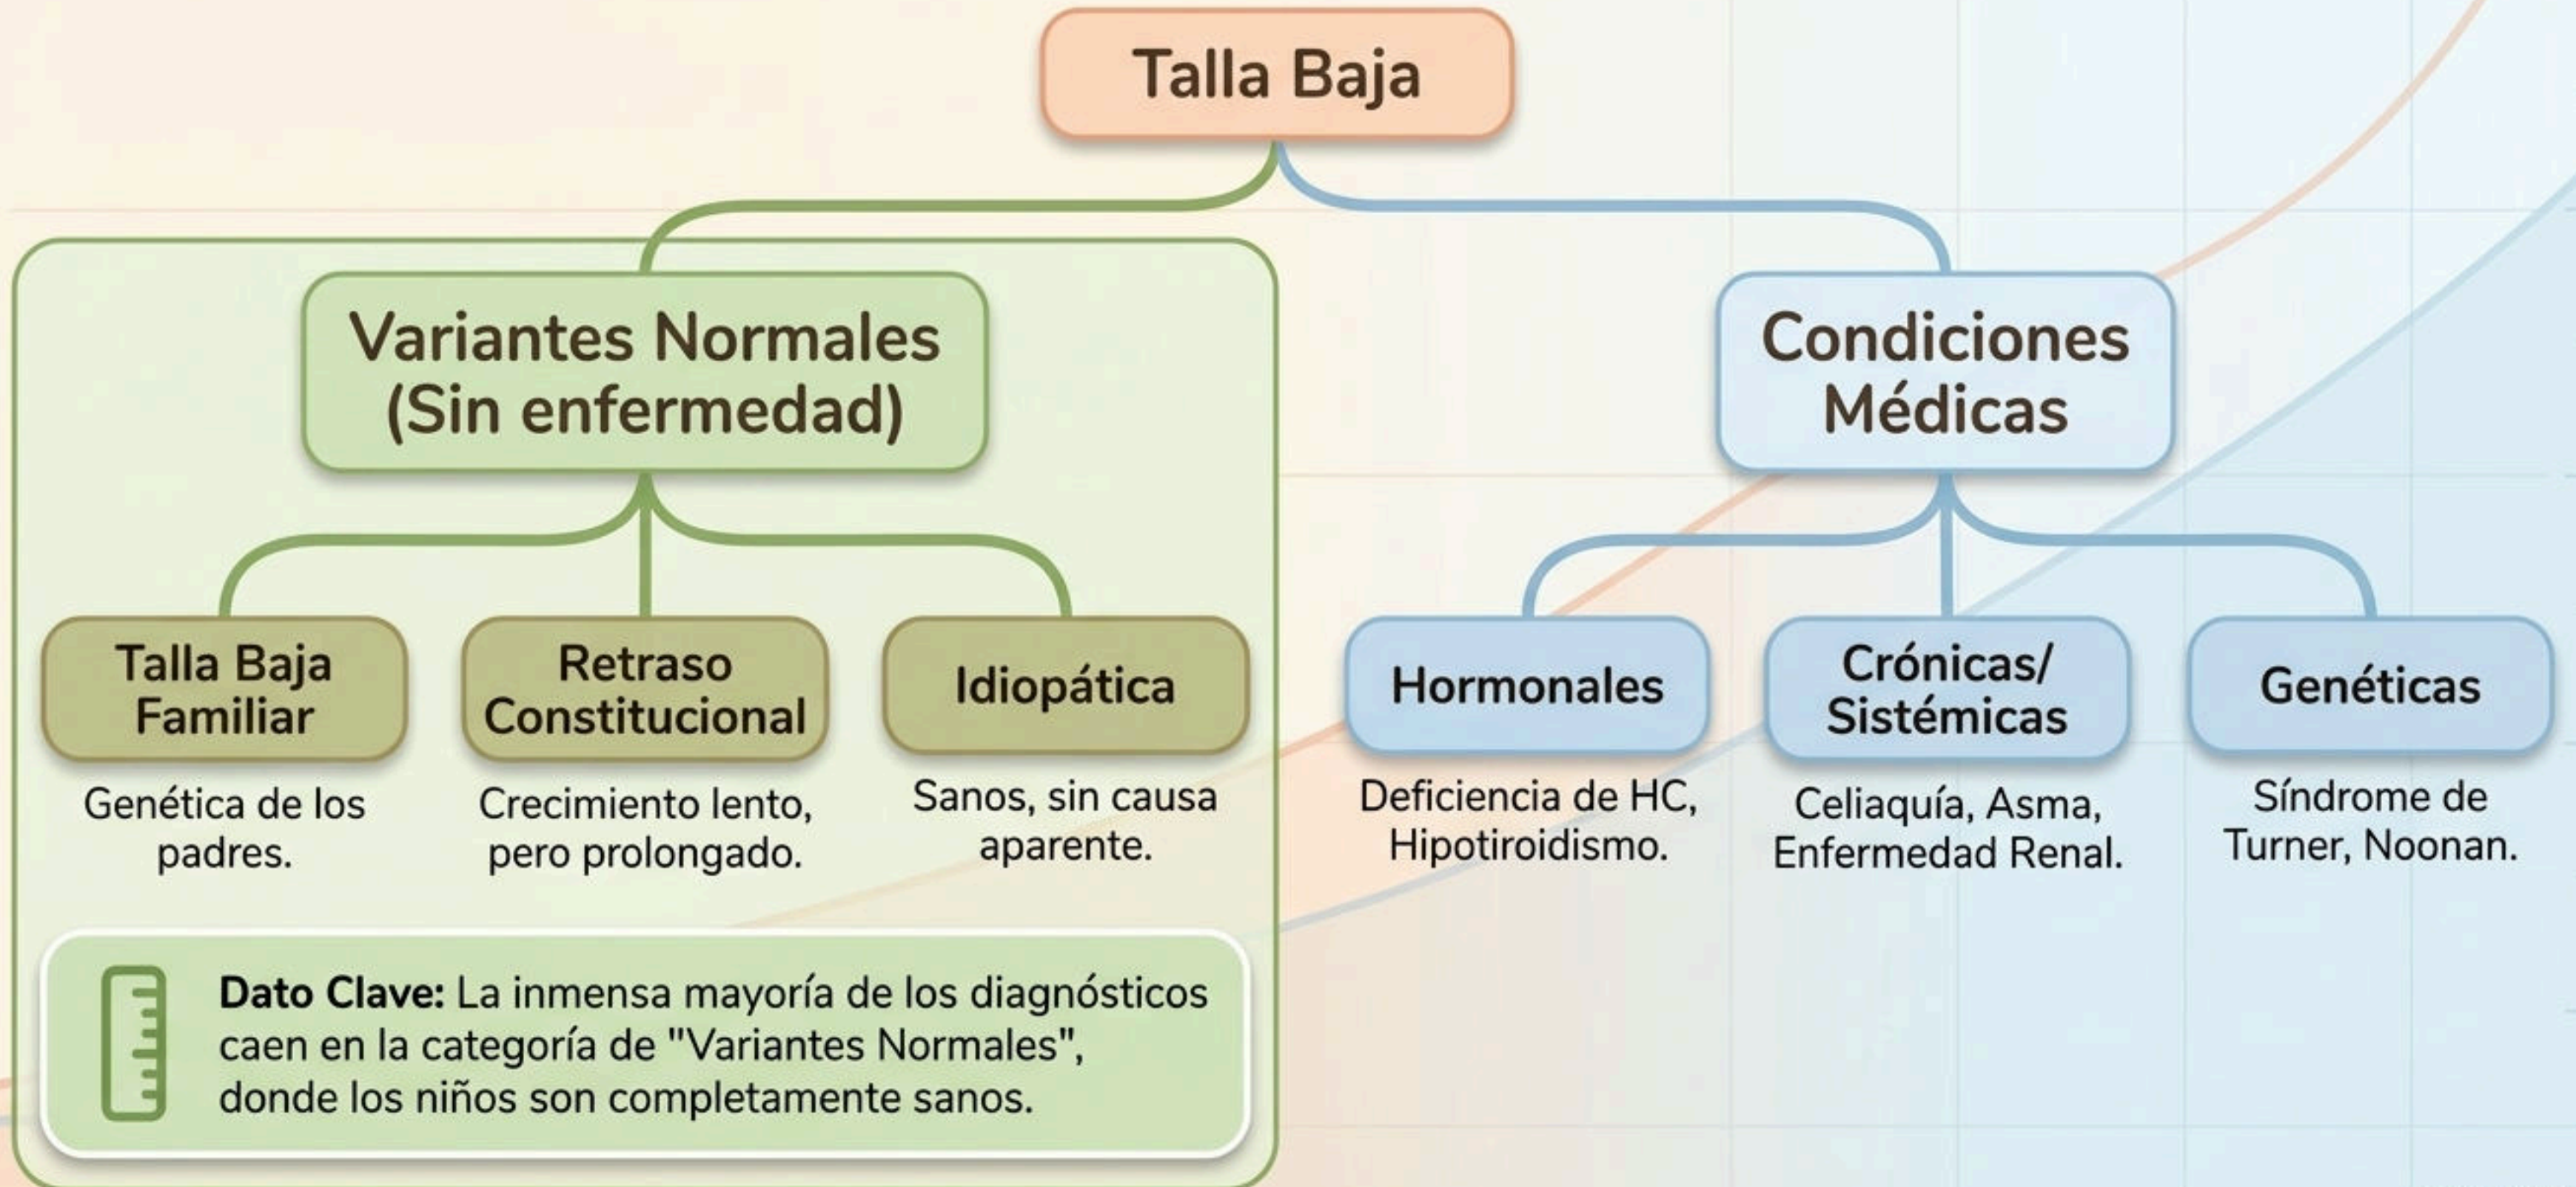 Talla Baja
Variantes Normales
(Sin enfermedad)
Condiciones
Médicas
Talla Baja
Familiar
Genética de los
padres.
Retraso
Constitucional
Crecimiento lento,
pero prolongado.
Idiopática
Sanos, sin causa
aparente.
Hormonales
Deficiencia de HC,
Hipotiroidismo.
Crónicas/
Sistémicas
Celiaquía, Asma,
Enfermedad Renal.
Genéticas
Síndrome de
Turner, Noonan.
Dato Clave: La inmensa mayoría de los diagnósticos
caen en la categoría de "Variantes Normales",
donde los niños son completamente sanos.